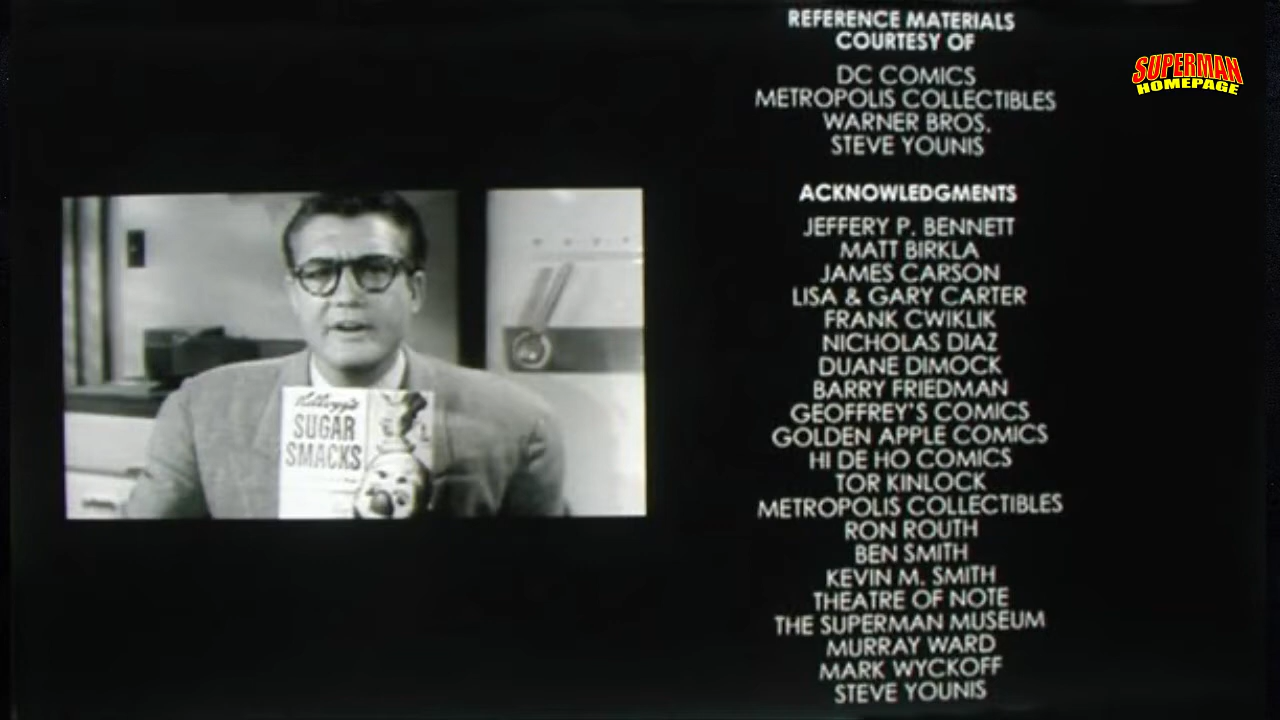 REFERENCE MATERIALS
COURTESY OF
DC COMICS
METROPOLIS COLLECTIBLES
WARNER BROS.
STEVE YOUNIS
ACKNOWLEDGMENTS
JEFFERY P. BENNETT
MATT BIRKLA
JAMES CARSON
LISA & GARY CARTER
FRANK CWIKLIK
NICHOLAS DIAZ
DUANE DIMOCK
BARRY FRIEDMAN
GEOFFREY'S COMICS
GOLDEN APPLE COMICS
HI DE HO COMICS
TOR KINLOCK
METROPOLIS COLLECTIBLES
RON ROUTH
BEN SMITH
KEVIN M. SMITH
THEATRE OF NOTE
THE SUPERMAN MUSEUM
MURRAY WARD
MARK WYCKOFF
STEVE YOUNIS
SUPERMAN
HOMEPAGE
Kellogg's
SUGAR
SMACKS